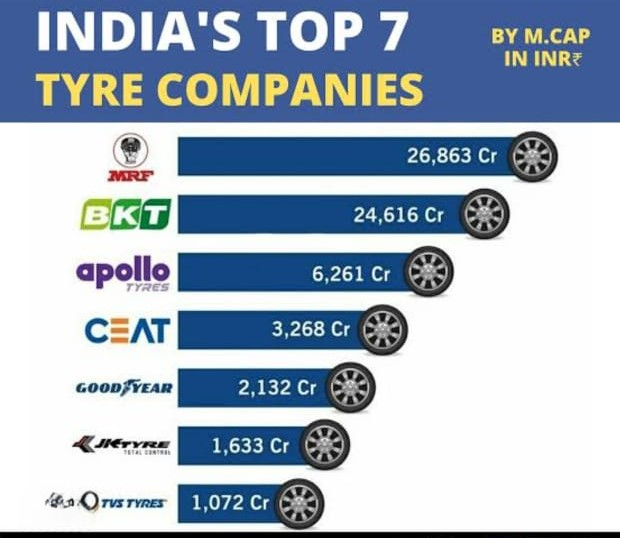 INDIA'S TOP 7
TYRE COMPANIES
BY M.CAP
IN INR₹
MRF
26,863 Cr
BKT
24,616 Cr
apollo
TYRES
6,261 Cr
CEAT
3,268 Cr
GOODYEAR
2,132 Cr
JKTYRE
TOTAL CONTROL
1,633 Cr
TVS TYRES
1,072 Cr